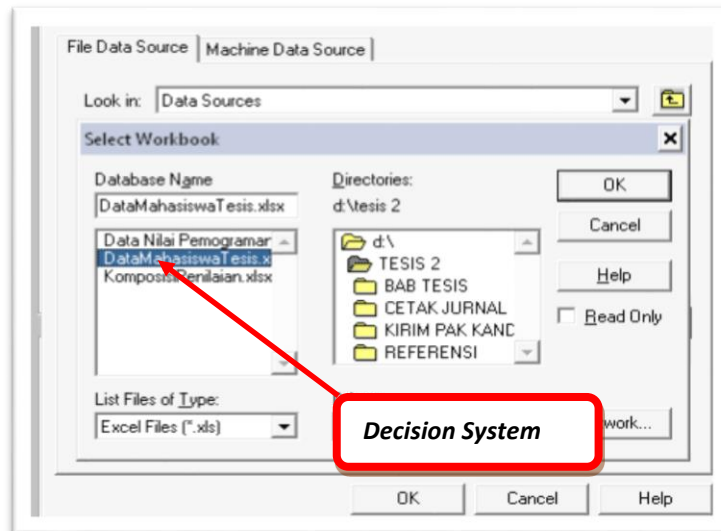 File Data Source Machine Data Source
Look in: Data Sources
Select Workbook
Database Name
DataMahasiswaTesis.xlsx
Data Nilai Pemograman
DataMahasiswaTesis.x
KomposisiPenilaian.xlsx
List Files of Type:
Excel Files (*.xls)
Directories:
d:\tesis 2
d:\
TESIS 2
BAB TESIS
CETAK JURNAL
KIRIM PAK KAND
REFERENSI
OK
Cancel
Help
Read Only
work...
Decision System
OK Cancel Help